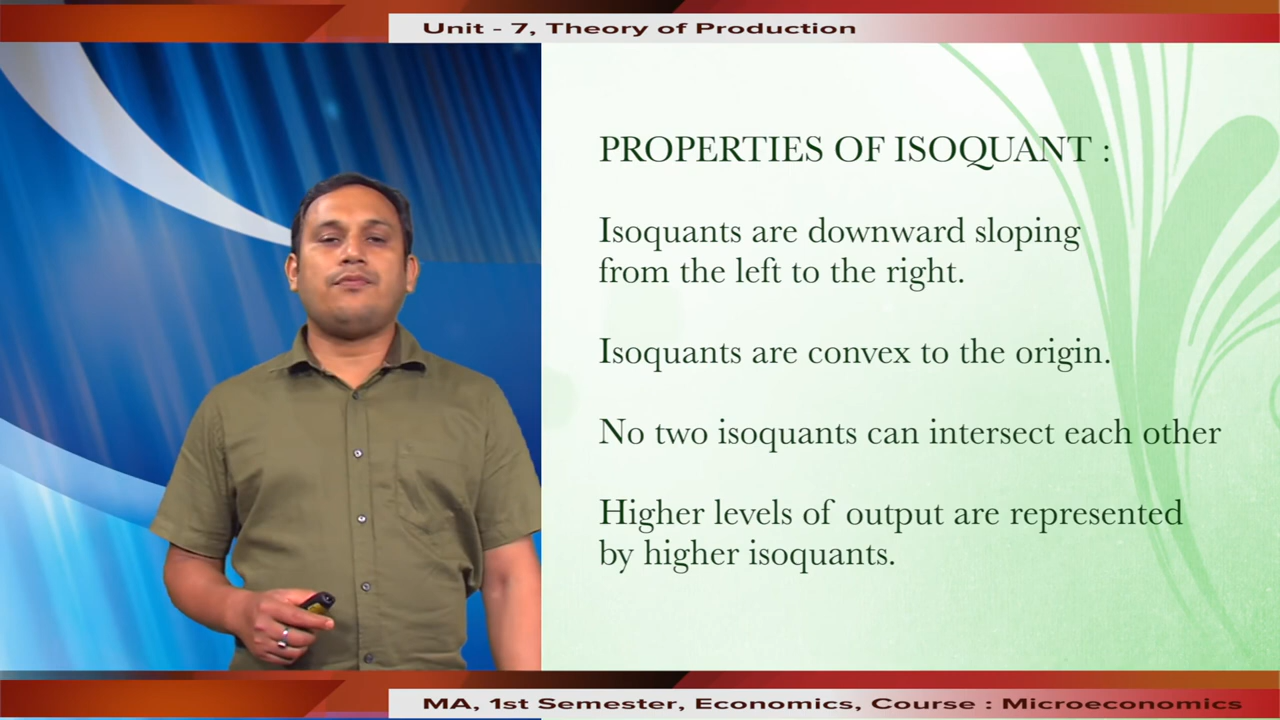 Unit - 7, Theory of Production
PROPERTIES OF ISOQUANT :
Isoquants are downward sloping
from the left to the right.
Isoquants are convex to the origin.
No two isoquants can intersect each other
Higher levels of output are represented
by higher isoquants.
MA, 1st Semester, Economics, Course : Microeconomics